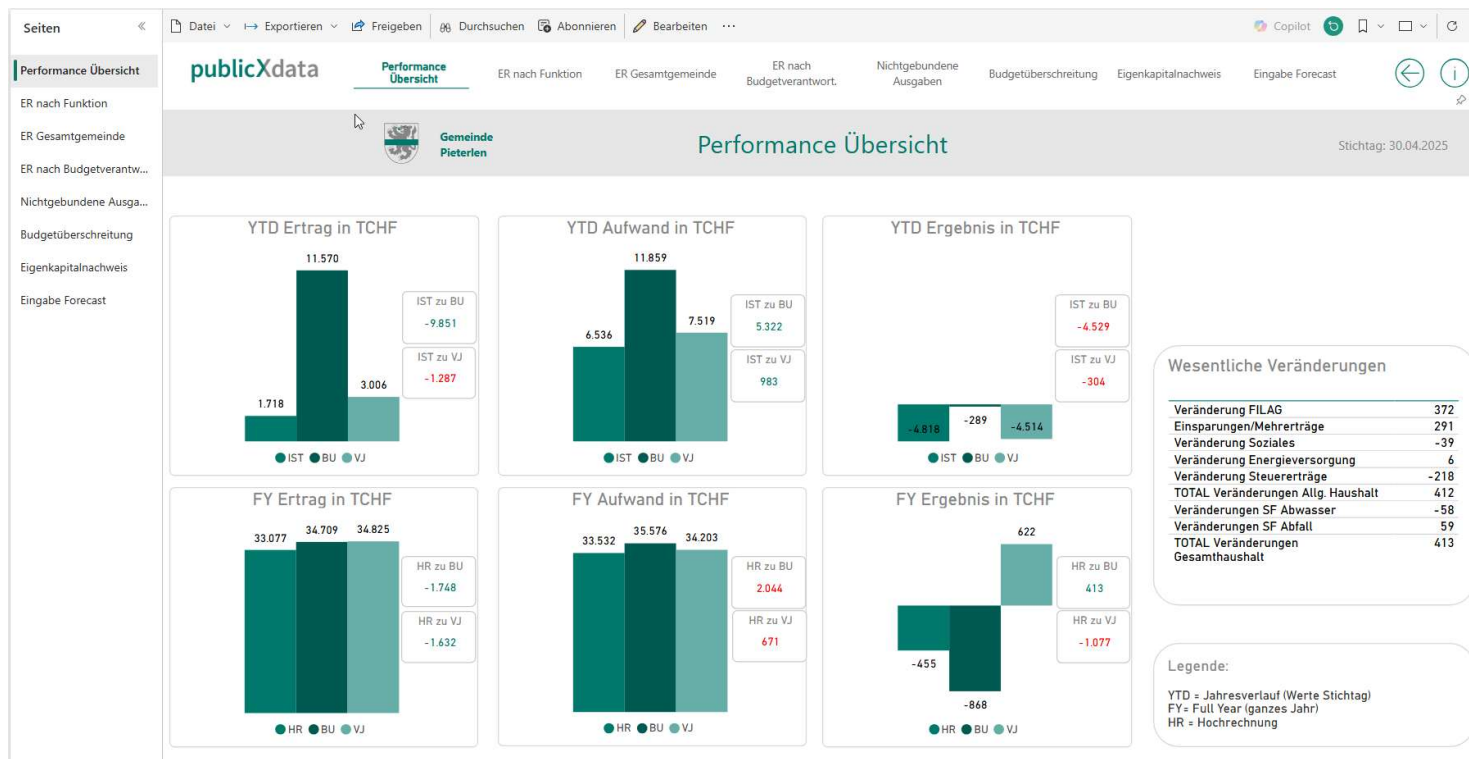 Seiten
Performance Übersicht
ER nach Funktion
ER Gesamtgemeinde
ER nach Budgetverantw...
Nichtgebundene Ausga...
Budgetüberschreitung
Eigenkapitalnachweis
Eingabe Forecast
Datei Exportieren Freigeben Durchsuchen Abonnieren Bearbeiten ··· Copilot
publicXdata
Performance
Übersicht
ER nach Funktion
ER Gesamtgemeinde
ER nach
Budgetverantwort.
Nichtgebundene
Ausgaben
Budgetüberschreitung
Eigenkapitalnachweis
Eingabe Forecast
i
Gemeinde
Pieterlen
Performance Übersicht
Stichtag: 30.04.2025
YTD Ertrag in TCHF
11.570
1.718
3.006
IST zu BU
-9.851
IST zu VJ
-1.287
IST BU VJ
YTD Aufwand in TCHF
11.859
6.536
7.519
IST zu BU
5.322
IST zu VJ
983
IST BU VJ
YTD Ergebnis in TCHF
-4.818
-289
-4.514
IST zu BU
-4.529
IST zu VJ
-304
IST BU VJ
FY Ertrag in TCHF
33.077
34.709
34.825
HR zu BU
-1.748
HR zu VJ
-1.632
HR BU VJ
FY Aufwand in TCHF
33.532
35.576
34.203
HR zu BU
2.044
HR zu VJ
671
HR BU VJ
FY Ergebnis in TCHF
622
-455
-868
HR zu BU
413
HR zu VJ
-1.077
HR BU VJ
Wesentliche Veränderungen
Veränderung FILAG 372
Einsparungen/Mehrerträge 291
Veränderung Soziales -39
Veränderung Energieversorgung 6
Veränderung Steuererträge -218
TOTAL Veränderungen Allg. Haushalt 412
Veränderungen SF Abwasser -58
Veränderungen SF Abfall 59
TOTAL Veränderungen 413
Gesamthaushalt
Legende:
YTD = Jahresverlauf (Werte Stichtag)
FY= Full Year (ganzes Jahr)
HR = Hochrechnung